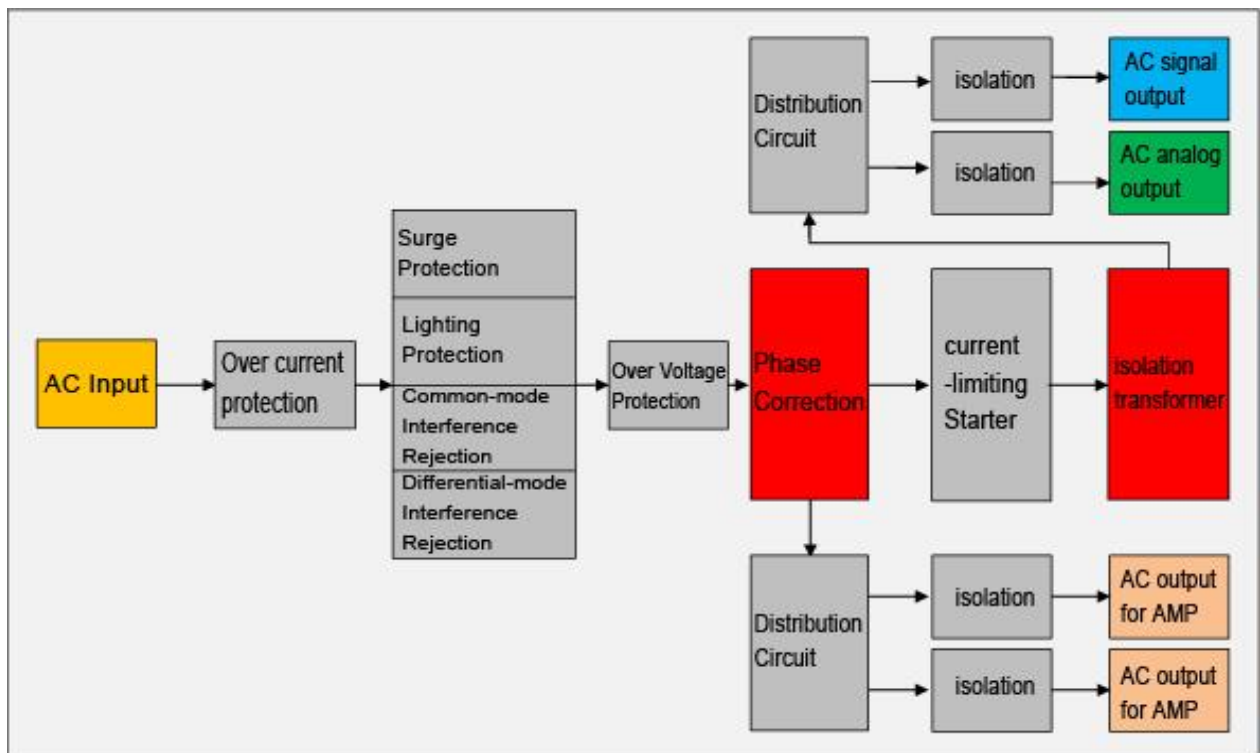 AC Input
Over current
protection
Surge
Protection
Lighting
Protection
Common-mode
Interference
Rejection
Differential-mode
Interference
Rejection
Over Voltage
Protection
Phase
Correction
current
-limiting
Starter
isolation
transformer
Distribution
Circuit
isolation
AC signal
output
isolation
AC analog
output
Distribution
Circuit
isolation
AC output
for AMP
isolation
AC output
for AMP